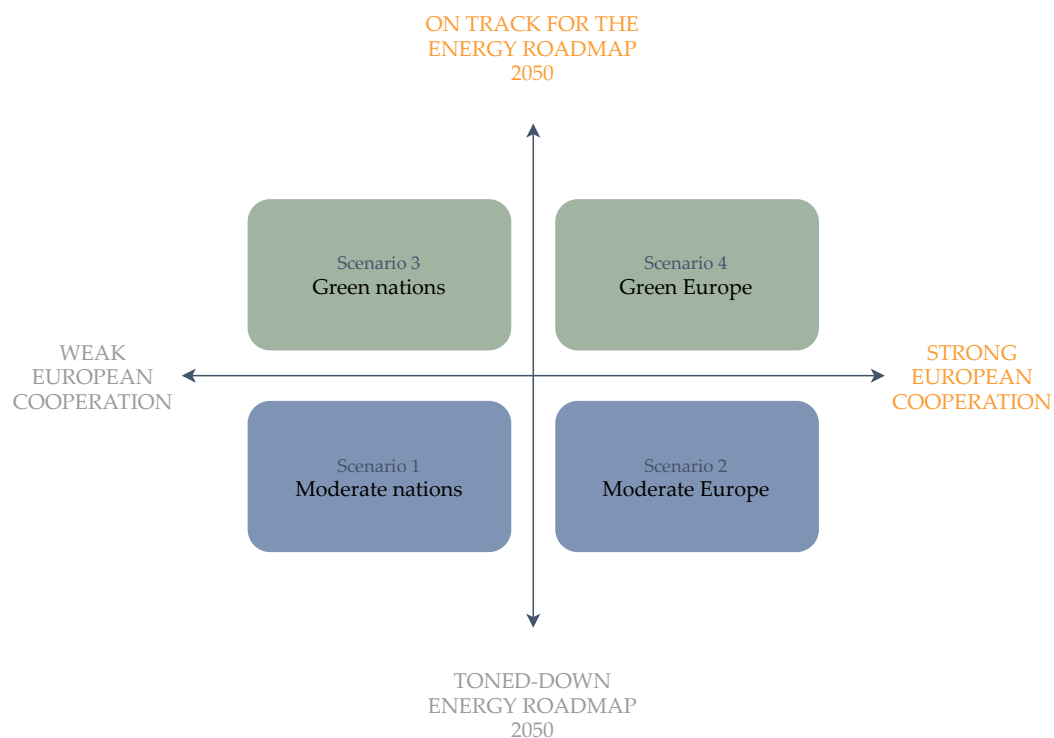 ON TRACK FOR THE
ENERGY ROADMAP
2050
Scenario 3
Green nations
Scenario 4
Green Europe
WEAK
EUROPEAN
COOPERATION
STRONG
EUROPEAN
COOPERATION
Scenario 1
Moderate nations
Scenario 2
Moderate Europe
TONED-DOWN
ENERGY ROADMAP
2050